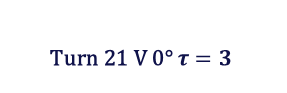 Turn 21 V 0° τ = 3